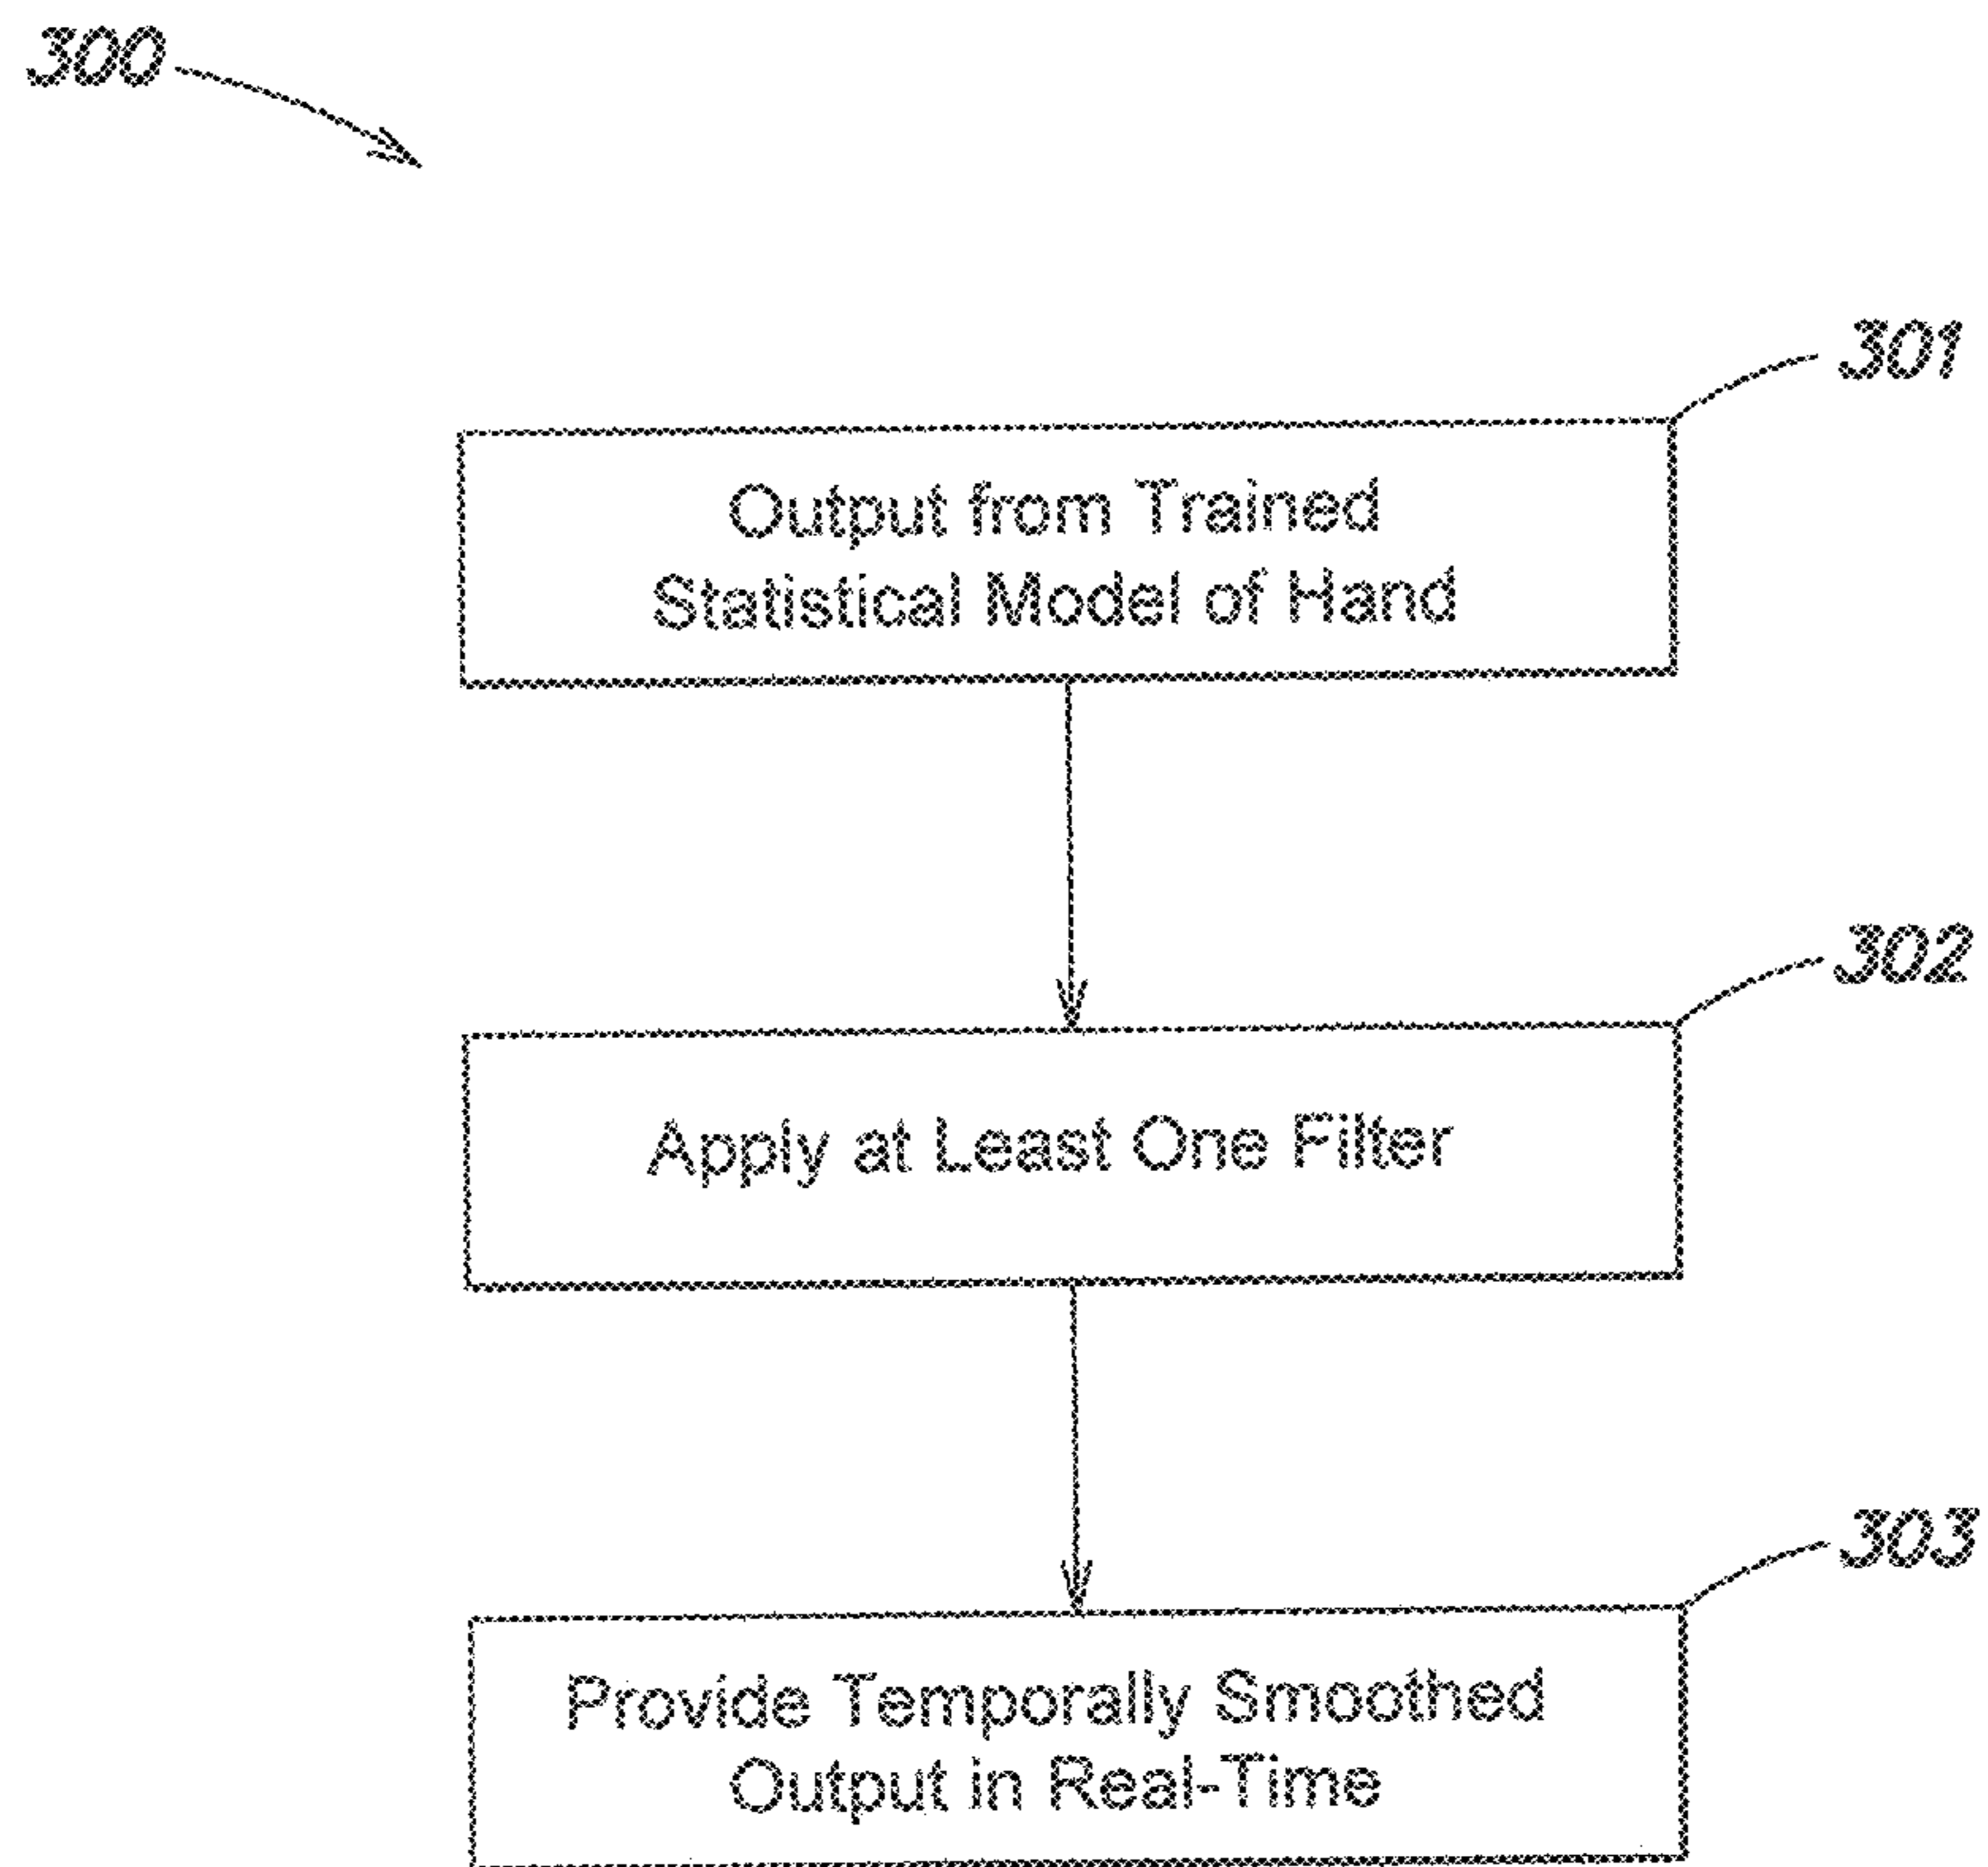 300
301
Output from Trained
Statistical Model of Hand
302
Apply at Least One Filter
303
Provide Temporally Smoothed
Output in Real-Time